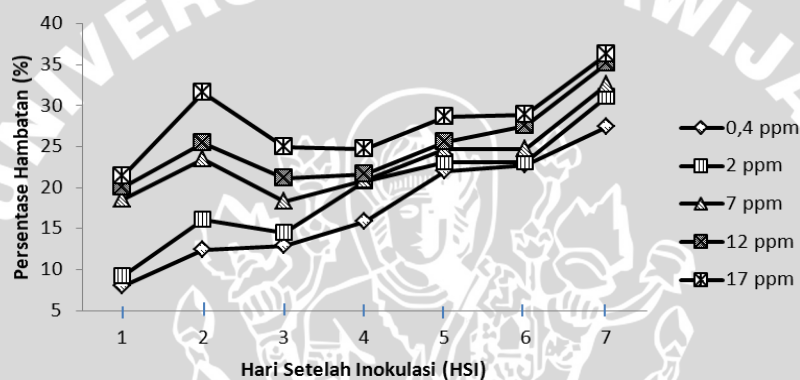 40
35
30
25
20
15
10
5
Persentase Hambatan (%)
1 2 3 4 5 6 7
Hari Setelah Inokulasi (HSI)
0,4 ppm
2 ppm
7 ppm
12 ppm
17 ppm